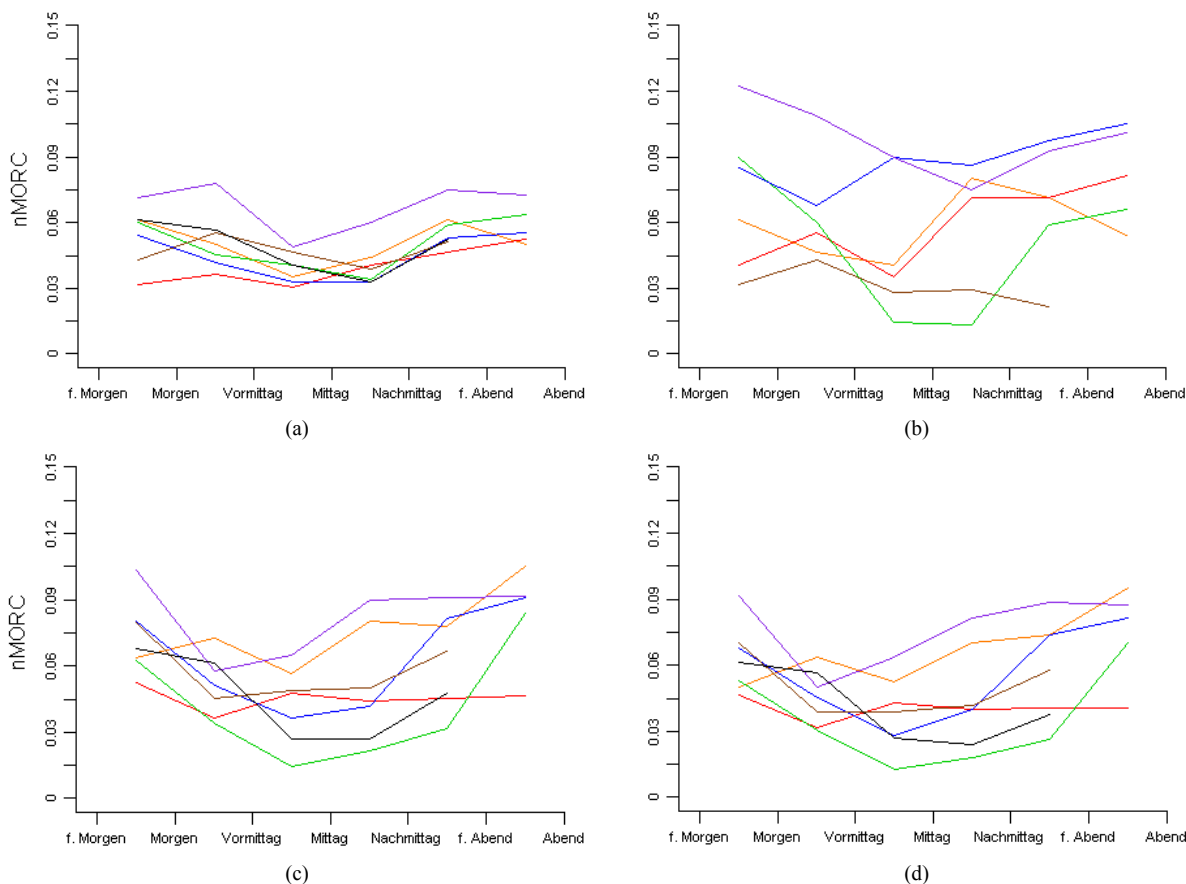 nMORC
0.15
0.12
0.09
0.06
0.03
0
f. Morgen Morgen Vormittag Mittag Nachmittag f. Abend Abend
(a)
0.15
0.12
0.09
0.06
0.03
0
f. Morgen Morgen Vormittag Mittag Nachmittag f. Abend Abend
(b)
nMORC
0.15
0.12
0.09
0.06
0.03
0
f. Morgen Morgen Vormittag Mittag Nachmittag f. Abend Abend
(c)
0.15
0.12
0.09
0.06
0.03
0
f. Morgen Morgen Vormittag Mittag Nachmittag f. Abend Abend
(d)